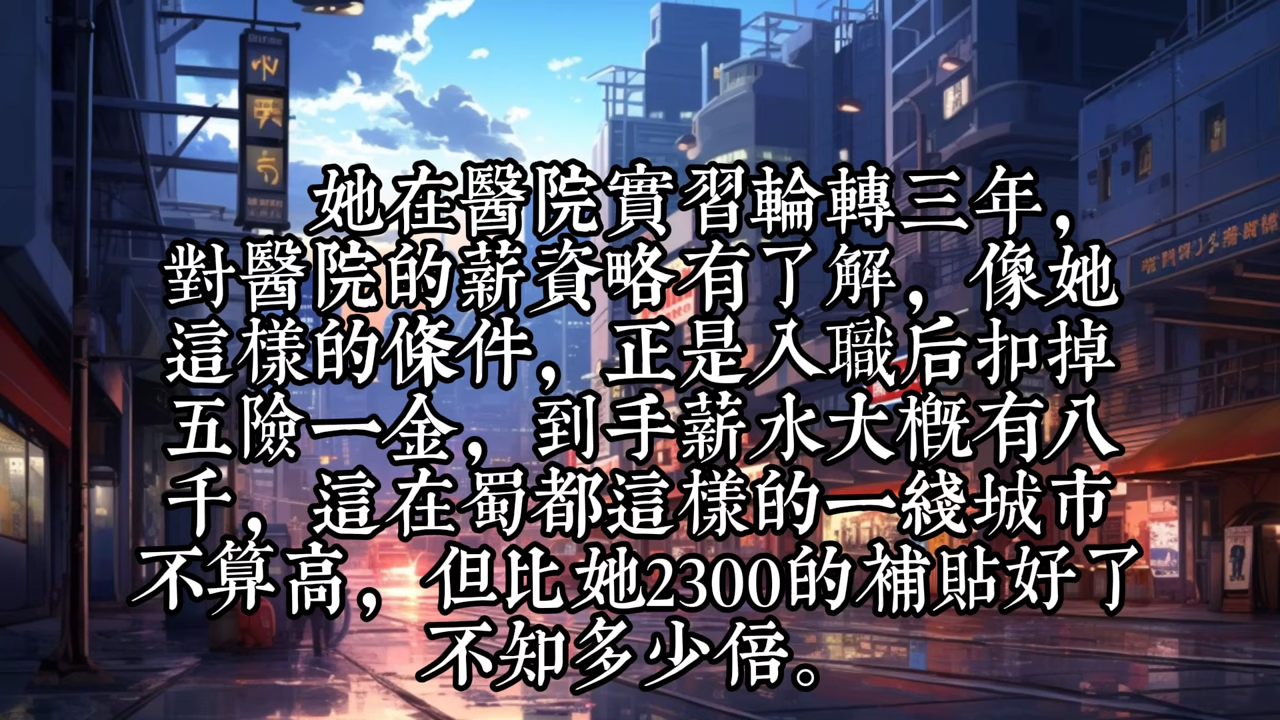 她在醫院實習輪轉三年，
對醫院的薪資略有了解，像她
這樣的條件，正是入職后扣掉
五險一金，到手薪水大概有八
千，這在蜀都這樣的一綫城市
不算高，但比她2300的補貼好了
不知多少倍。